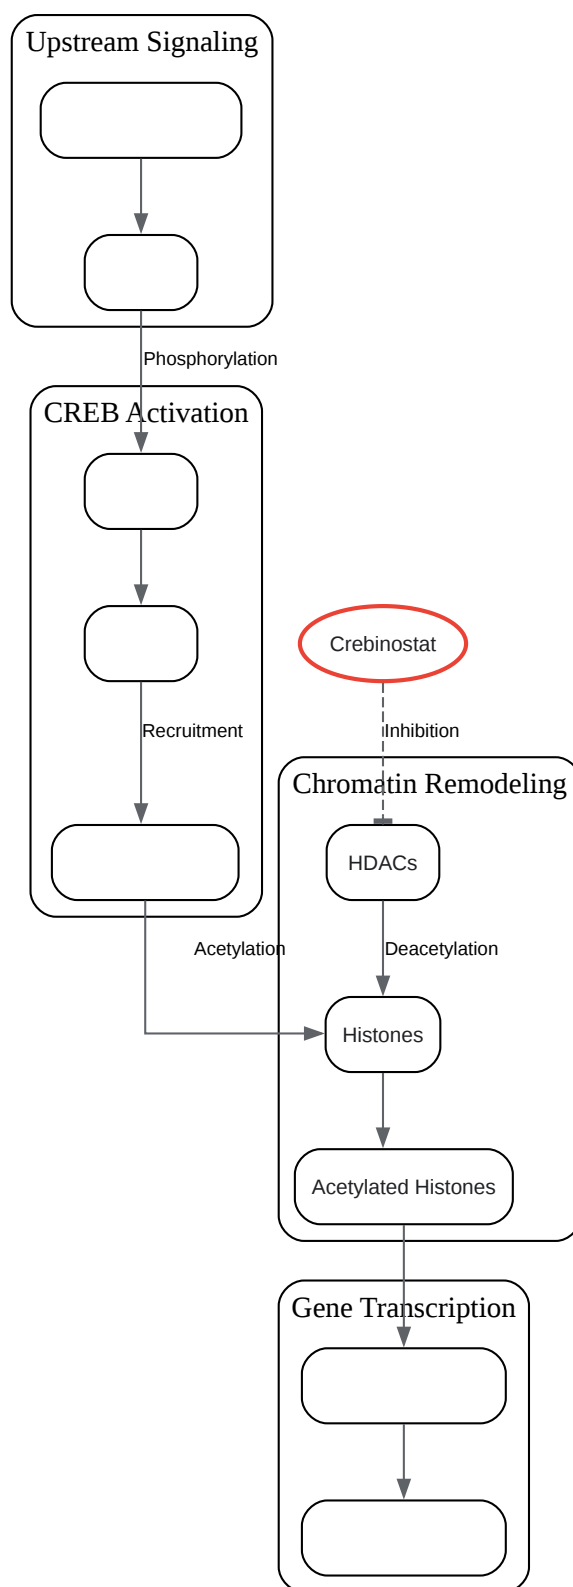 Upstream Signaling
Phosphorylation
CREB Activation
Crebinostat
Recruitment
Inhibition
Chromatin Remodeling
HDACs
Acetylation
Deacetylation
Histones
Acetylated Histones
Gene Transcription